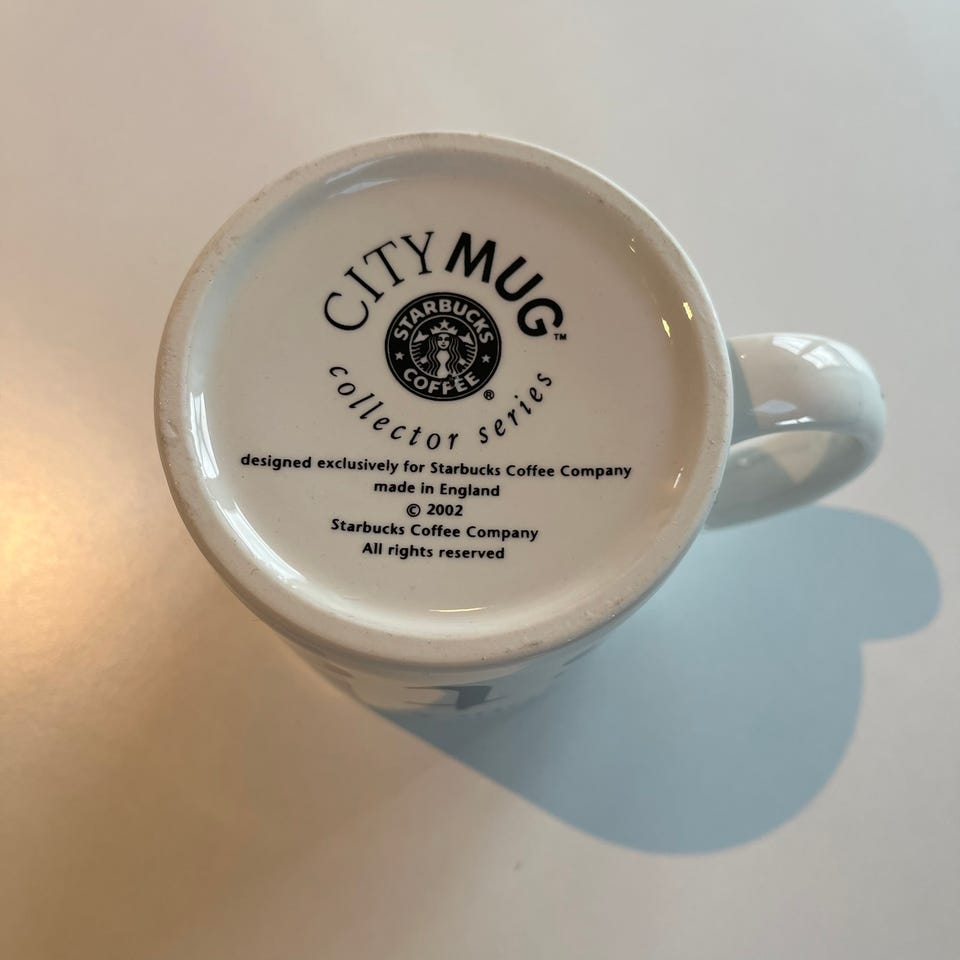 CITY MUG™
STARBUCKS
COFFEE
®
collector series
designed exclusively for Starbucks Coffee Company
made in England
© 2002
Starbucks Coffee Company
All rights reserved